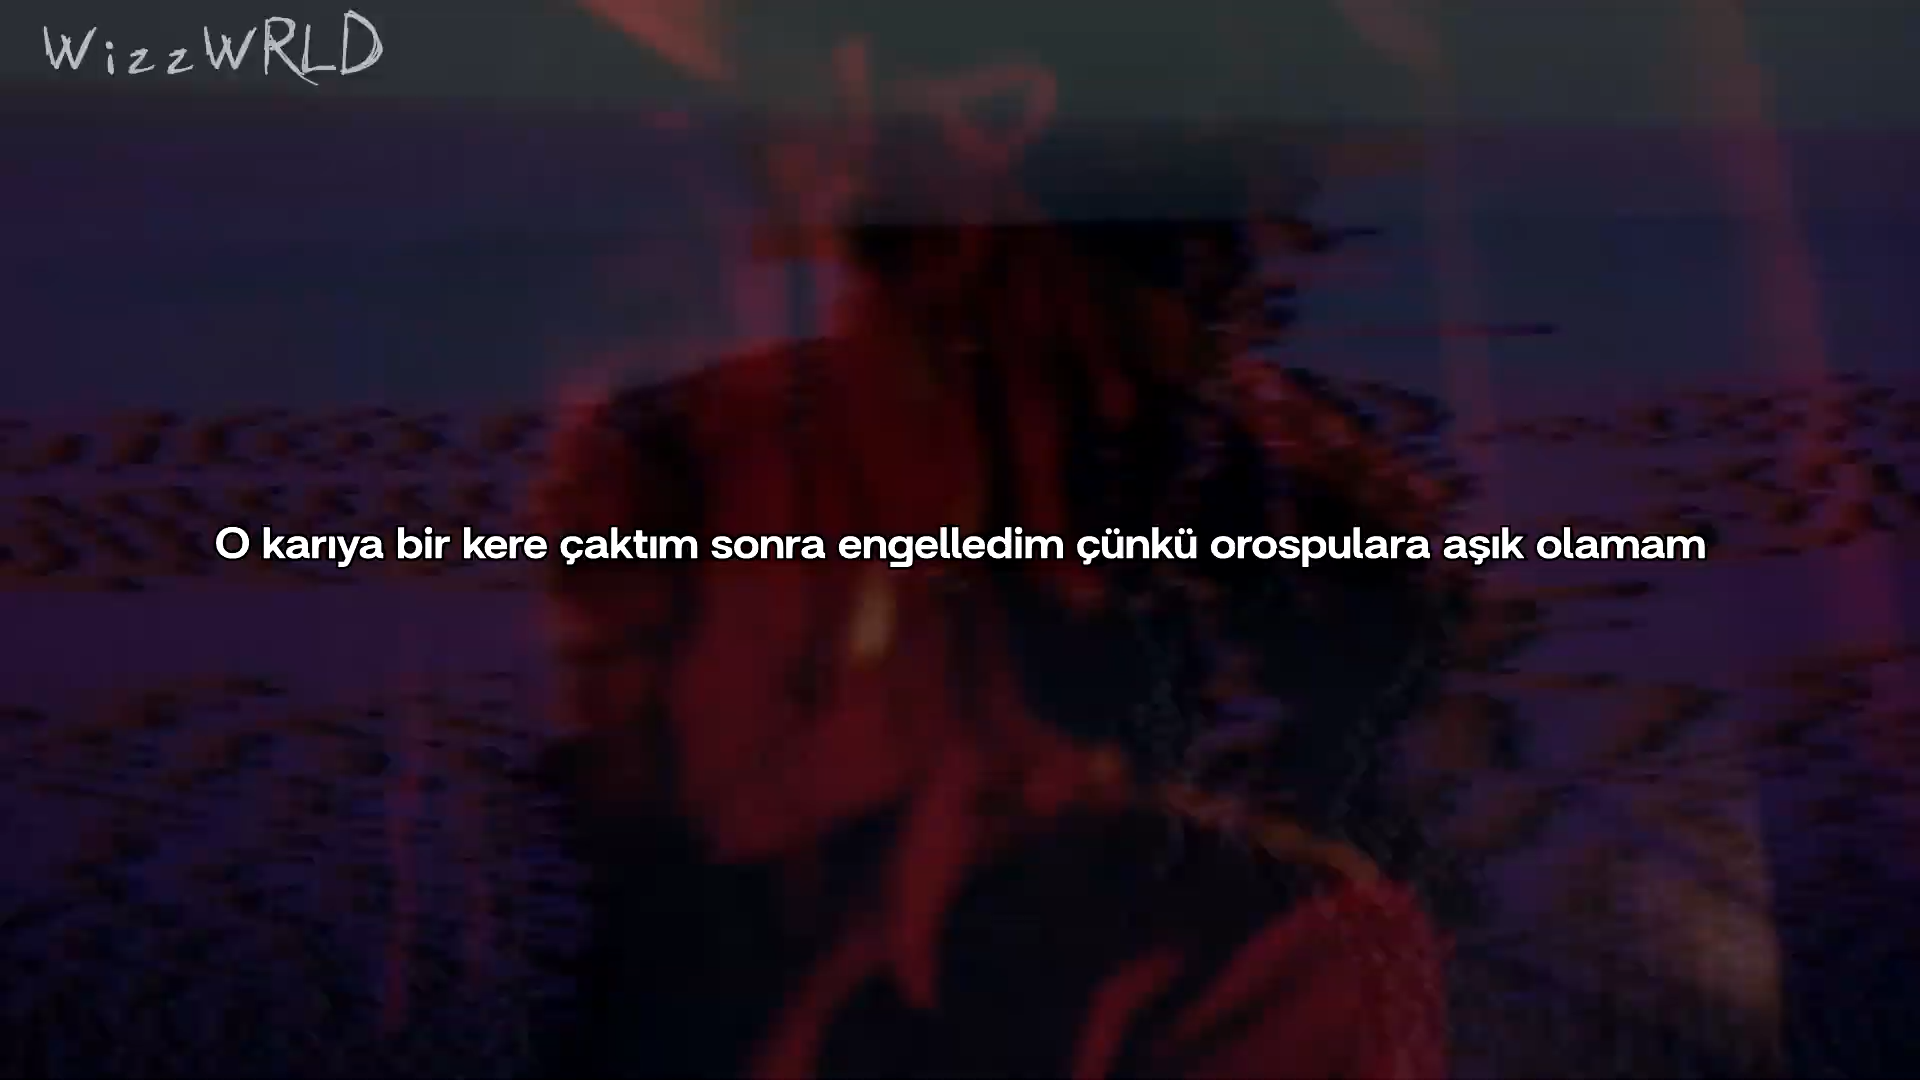 WizzWRLD
O karıya bir kere çaktım sonra engelledim çünkü orospulara aşık olamam